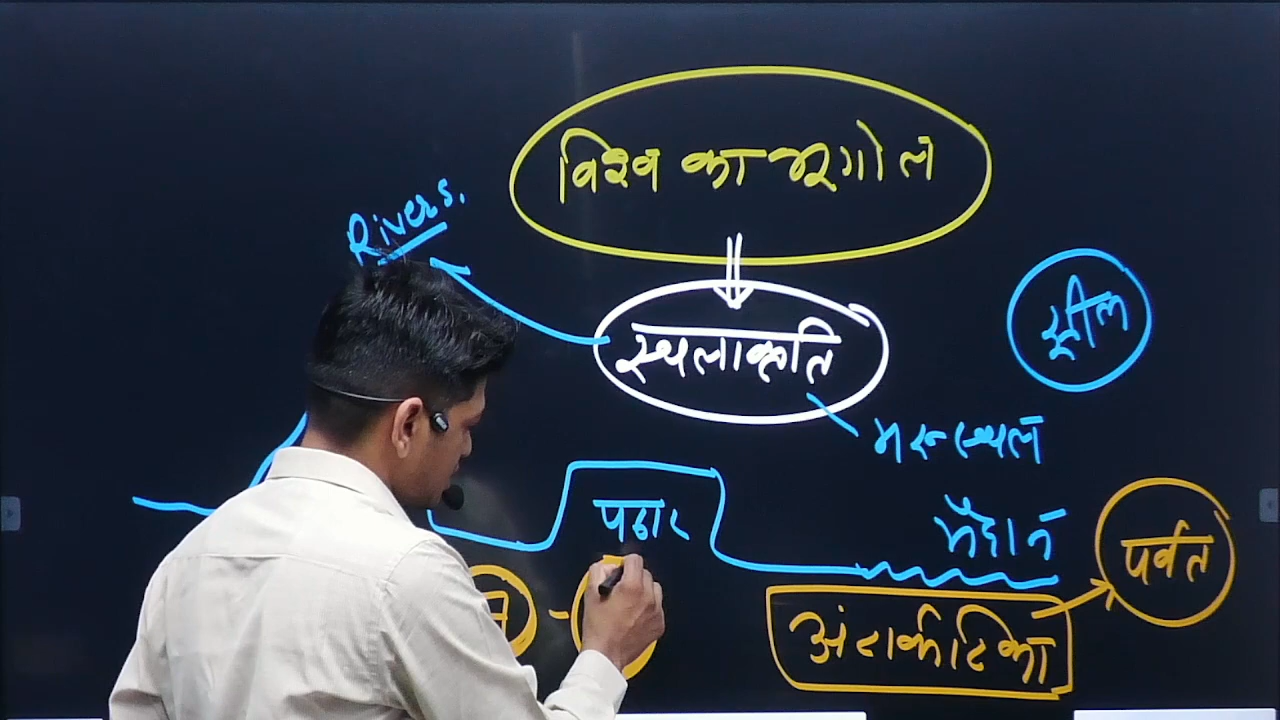 विश्व का भूगोल
Rivers.
स्थलाकृति
झील
मरुस्थल
पठार
मैदान
पर्वत
अंटार्कटिका